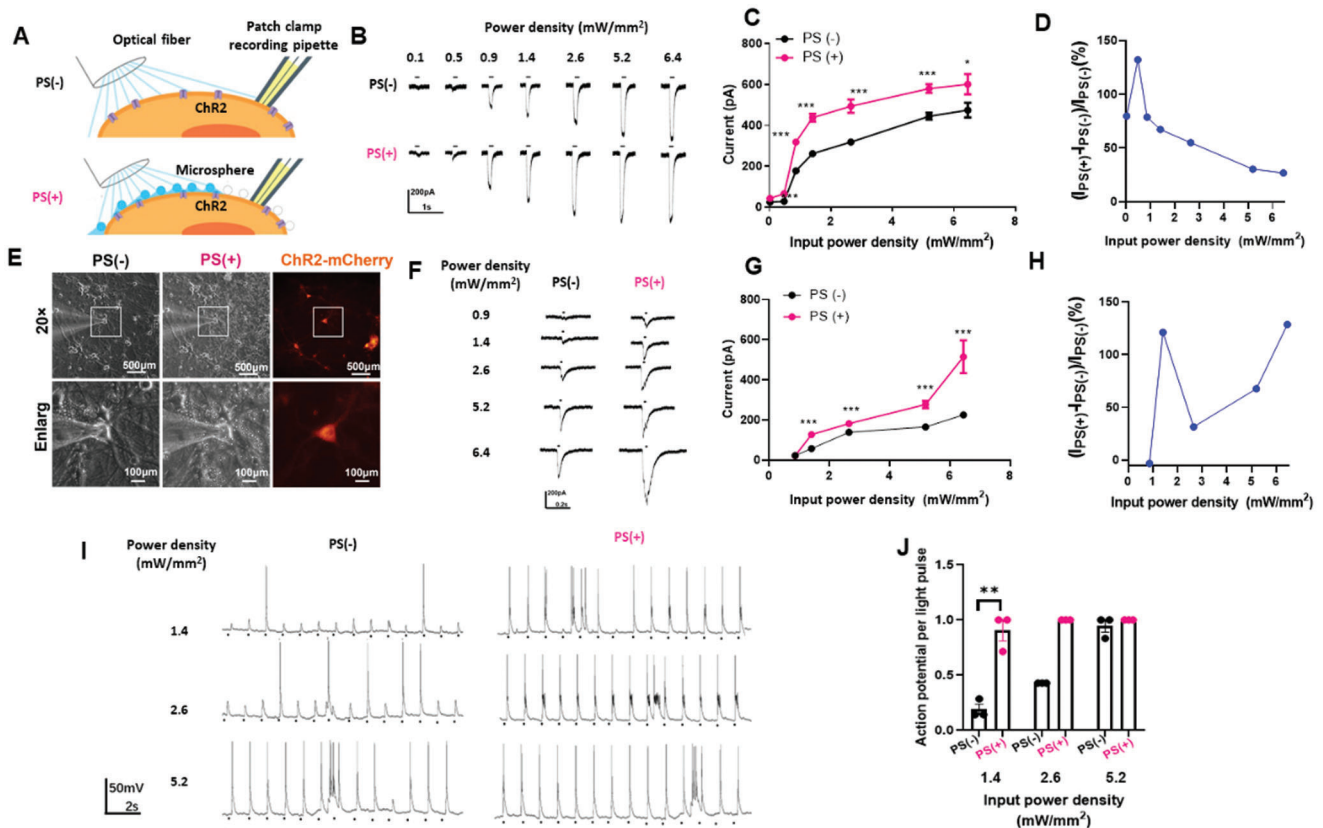 A
Optical fiber
Patch clamp
recording pipette
PS(-)
ChR2
Microsphere
PS(+)
ChR2
B
Power density (mW/mm²)
0.1 0.5 0.9 1.4 2.6 5.2 6.4
PS(-)
PS(+)
200pA
1s
C
PS (-)
PS (+)
Current (pA)
800
600
400
200
0
0 2 4 6 8
*** ** *** *** *** *
Input power density (mW/mm²)
D
(I_PS(+)-I_PS(-))/I_PS(-)(%)
150
100
50
0
0 1 2 3 4 5 6
Input power density (mW/mm²)
E
PS(-) PS(+) ChR2-mCherry
20×
500μm 500μm 500μm
Enlarg
100μm 100μm 100μm
F
Power density
(mW/mm²)
PS(-) PS(+)
0.9
1.4
2.6
5.2
6.4
200pA
0.2s
G
PS (-)
PS (+)
Current (pA)
800
600
400
200
0
0 2 4 6 8
*** *** *** ***
Input power density (mW/mm²)
H
(I_PS(+)-I_PS(-))/I_PS(-)(%)
150
100
50
0
0 1 2 3 4 5 6
Input power density (mW/mm²)
I
Power density
(mW/mm²)
PS(-) PS(+)
1.4
2.6
5.2
50mV
2s
J
Action potential per light pulse
1.0
0.5
0.0
**
PS(-) PS(+) PS(-) PS(+) PS(-) PS(+)
1.4 2.6 5.2
Input power density
(mW/mm²)